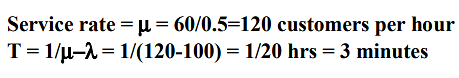 Service rate = μ = 60/0.5=120 customers per hour
T = 1/μ–λ = 1/(120-100) = 1/20 hrs = 3 minutes